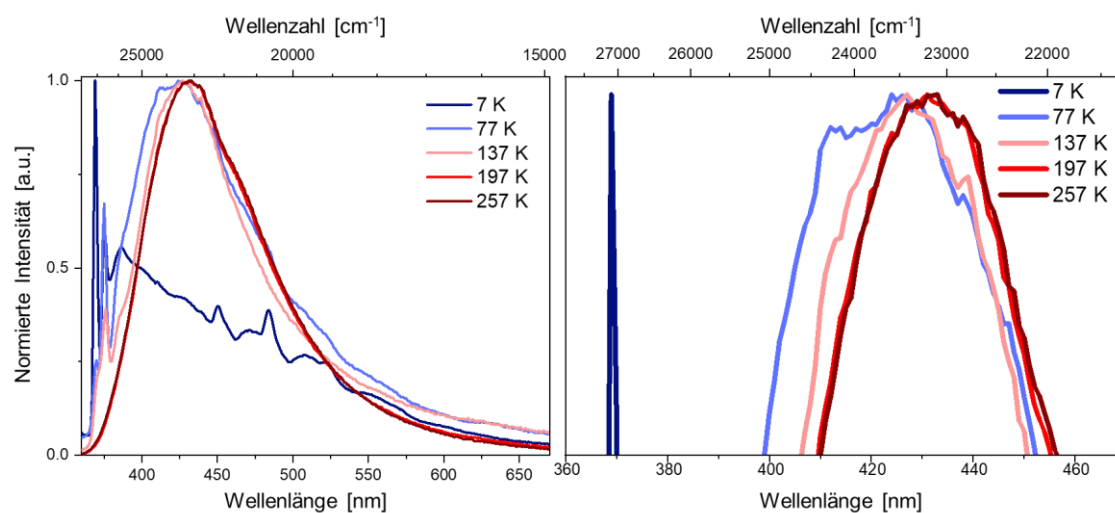 Wellenzahl [cm⁻¹]
25000 20000 15000
Normierte Intensität [a.u.]
1.0
0.5
0.0
7 K
77 K
137 K
197 K
257 K
400 450 500 550 600 650
Wellenlänge [nm]
Wellenzahl [cm⁻¹]
27000 26000 25000 24000 23000 22000
7 K
77 K
137 K
197 K
257 K
360 380 400 420 440 460
Wellenlänge [nm]